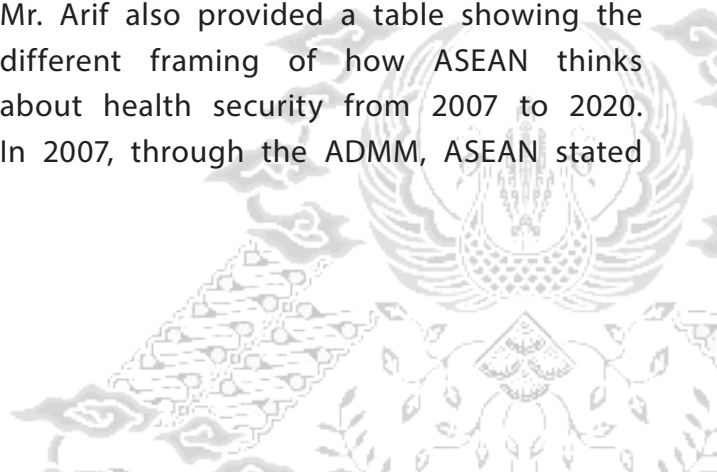 Mr. Arif also provided a table showing the
different framing of how ASEAN thinks
about health security from 2007 to 2020.
In 2007, through the ADMM, ASEAN stated